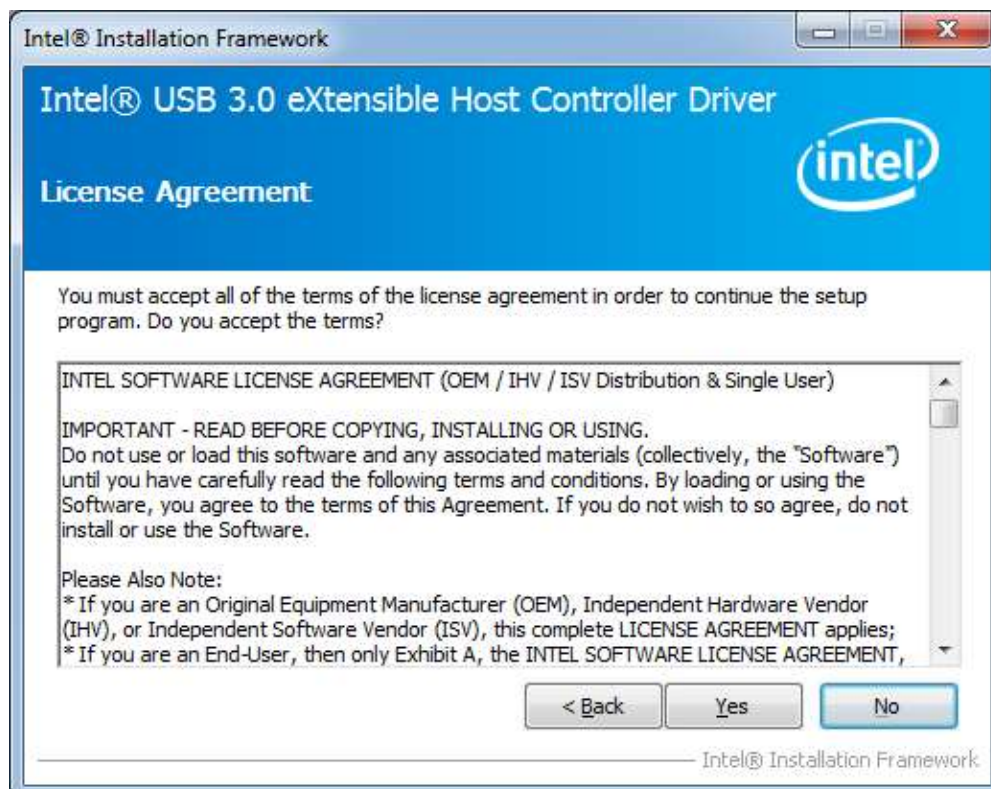 Intel® Installation Framework
Intel® USB 3.0 eXtensible Host Controller Driver
intel
License Agreement
You must accept all of the terms of the license agreement in order to continue the setup
program. Do you accept the terms?
INTEL SOFTWARE LICENSE AGREEMENT (OEM / IHV / ISV Distribution & Single User)
IMPORTANT - READ BEFORE COPYING, INSTALLING OR USING.
Do not use or load this software and any associated materials (collectively, the "Software")
until you have carefully read the following terms and conditions. By loading or using the
Software, you agree to the terms of this Agreement. If you do not wish to so agree, do not
install or use the Software.
Please Also Note:
* If you are an Original Equipment Manufacturer (OEM), Independent Hardware Vendor
(IHV), or Independent Software Vendor (ISV), this complete LICENSE AGREEMENT applies;
* If you are an End-User, then only Exhibit A, the INTEL SOFTWARE LICENSE AGREEMENT,
< Back
Yes
No
Intel® Installation Framework